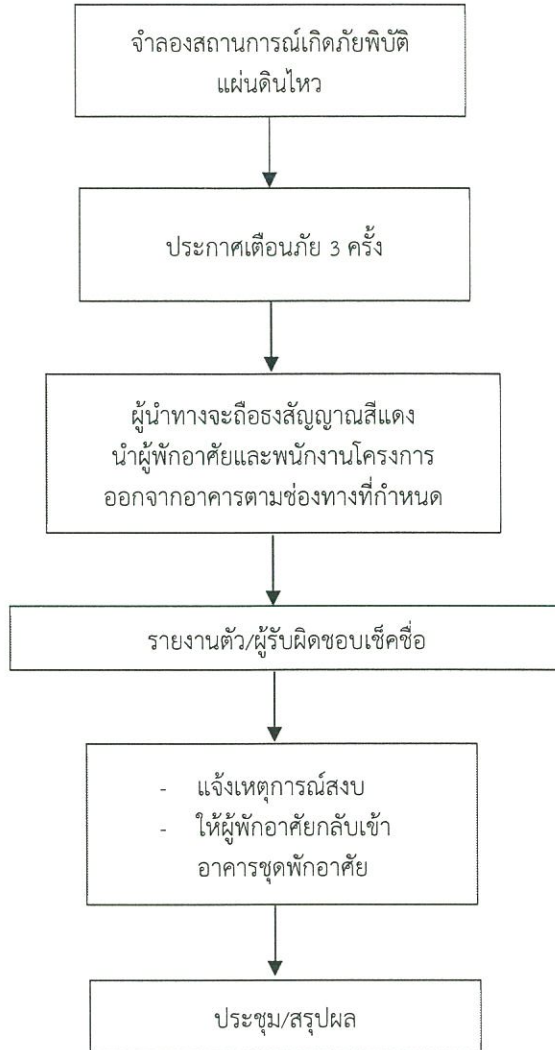 จำลองสถานการณ์เกิดภัยพิบัติ
แผ่นดินไหว
ประกาศเตือนภัย 3 ครั้ง
ผู้นำทางจะถือธงสัญญาณสีแดง
นำผู้พักอาศัยและพนักงานโครงการ
ออกจากอาคารตามช่องทางที่กำหนด
รายงานตัว/ผู้รับผิดชอบเช็คชื่อ
- แจ้งเหตุการณ์สงบ
- ให้ผู้พักอาศัยกลับเข้า
อาคารชุดพักอาศัย
ประชุม/สรุปผล